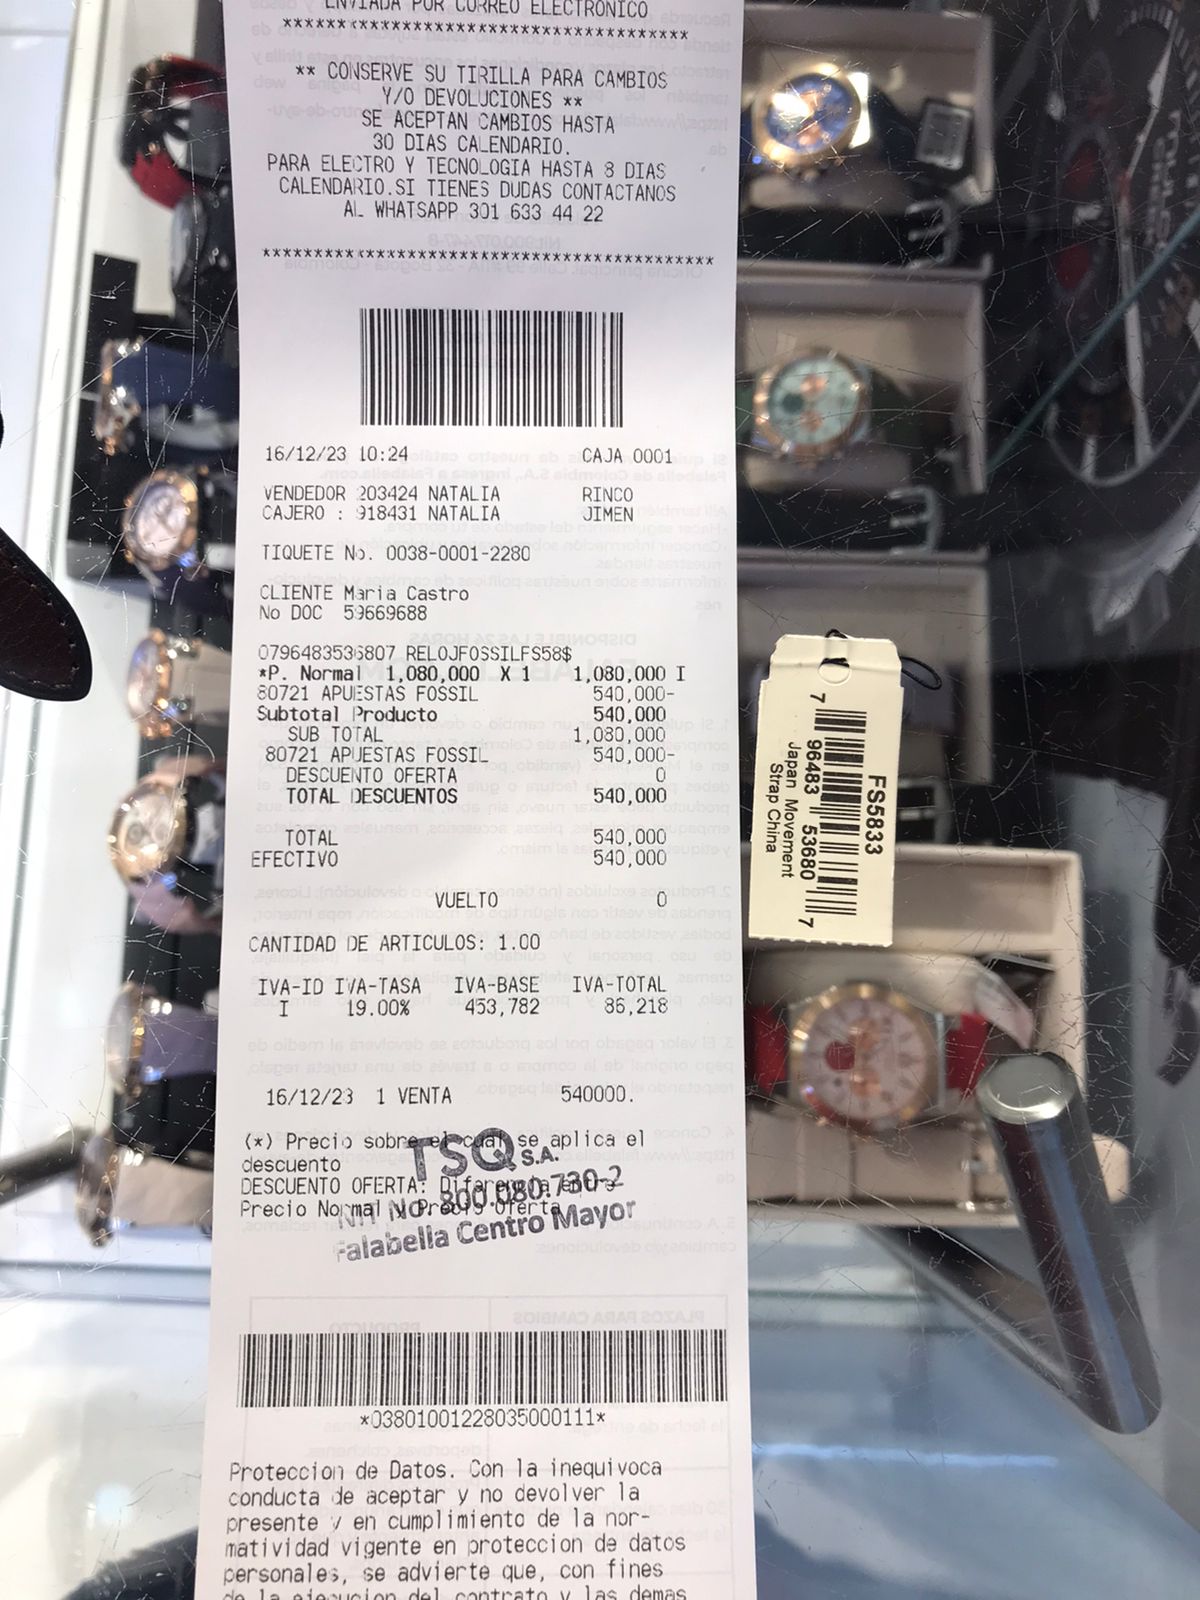 ENVIADA POR CORREO ELECTRONICO
******************************************
** CONSERVE SU TIRILLA PARA CAMBIOS
Y/O DEVOLUCIONES **
SE ACEPTAN CAMBIOS HASTA
30 DIAS CALENDARIO.
PARA ELECTRO Y TECNOLOGIA HASTA 8 DIAS
CALENDARIO.SI TIENES DUDAS CONTACTANOS
AL WHATSAPP 301 633 44 22
*******************************************
16/12/23 10:24 CAJA 0001
VENDEDOR 203424 NATALIA RINCO
CAJERO : 918431 NATALIA JIMEN
TIQUETE No. 0038-0001-2280
CLIENTE Maria Castro
No DOC 59669688
0796483536807 RELOJFOSSILFS58$
*P. Normal 1,080,000 X 1 1,080,000 I
80721 APUESTAS FOSSIL 540,000-
Subtotal Producto 540,000
SUB TOTAL 1,080,000
80721 APUESTAS FOSSIL 540,000-
DESCUENTO OFERTA 0
TOTAL DESCUENTOS 540,000
TOTAL 540,000
EFECTIVO 540,000
VUELTO 0
CANTIDAD DE ARTICULOS: 1.00
IVA-ID IVA-TASA IVA-BASE IVA-TOTAL
I 19.00% 453,782 86,218
16/12/23 1 VENTA 540000.
(*) Precio sobre el cual se aplica el
descuento
DESCUENTO OFERTA: Diferencia entre
Precio Normal y Precio Oferta
TSQ S.A.
NIT No. 800.080.730-2
Falabella Centro Mayor
*03801001228035000111*
Proteccion de Datos. Con la inequivoca
conducta de aceptar y no devolver la
presente y en cumplimiento de la nor-
matividad vigente en proteccion de datos
personales, se advierte que, con fines
de la ejecucion del contrato y las demas
FS5833
7 96483 53680 7
Japan Movement
Strap China